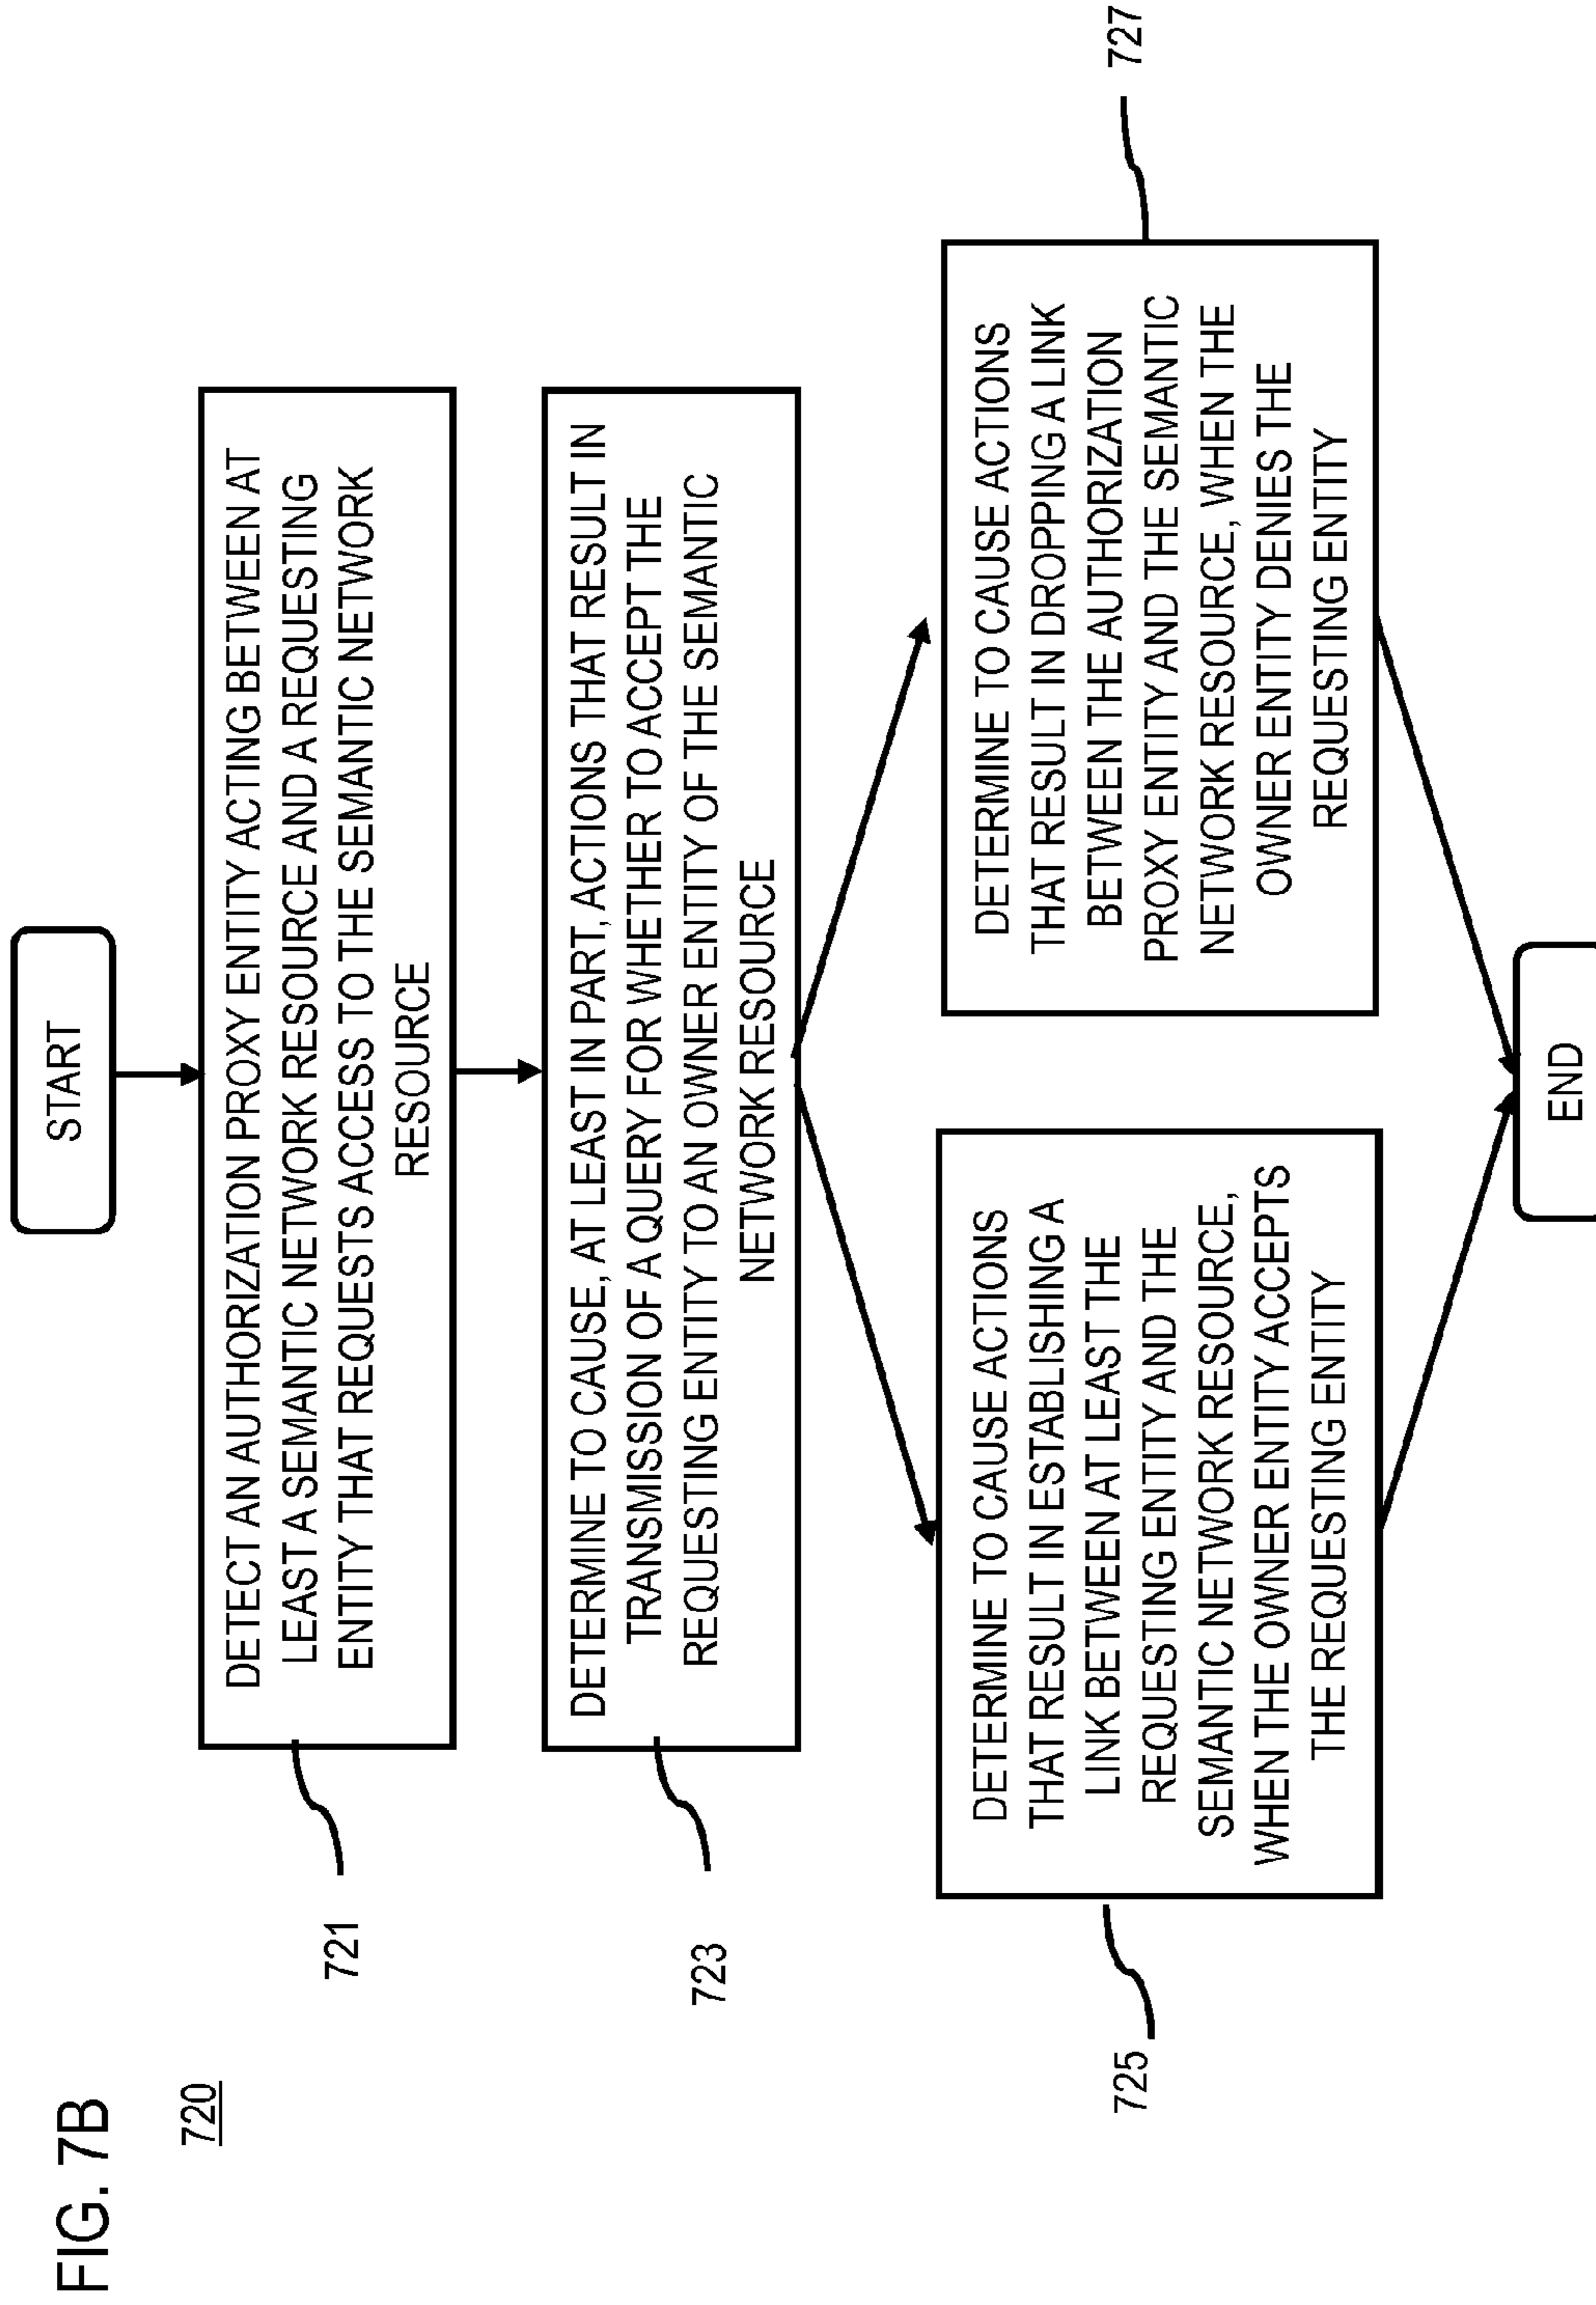 FIG. 7B
720
START
DETECT AN AUTHORIZATION PROXY ENTITY ACTING BETWEEN AT
LEAST A SEMANTIC NETWORK RESOURCE AND A REQUESTING
ENTITY THAT REQUESTS ACCESS TO THE SEMANTIC NETWORK
RESOURCE
721
DETERMINE TO CAUSE, AT LEAST IN PART, ACTIONS THAT RESULT IN
TRANSMISSION OF A QUERY FOR WHETHER TO ACCEPT THE
REQUESTING ENTITY TO AN OWNER ENTITY OF THE SEMANTIC
NETWORK RESOURCE
723
DETERMINE TO CAUSE ACTIONS
THAT RESULT IN ESTABLISHING A
LINK BETWEEN AT LEAST THE
REQUESTING ENTITY AND THE
SEMANTIC NETWORK RESOURCE,
WHEN THE OWNER ENTITY ACCEPTS
THE REQUESTING ENTITY
725
DETERMINE TO CAUSE ACTIONS
THAT RESULT IN DROPPING A LINK
BETWEEN THE AUTHORIZATION
PROXY ENTITY AND THE SEMANTIC
NETWORK RESOURCE, WHEN THE
OWNER ENTITY DENIES THE
REQUESTING ENTITY
727
END